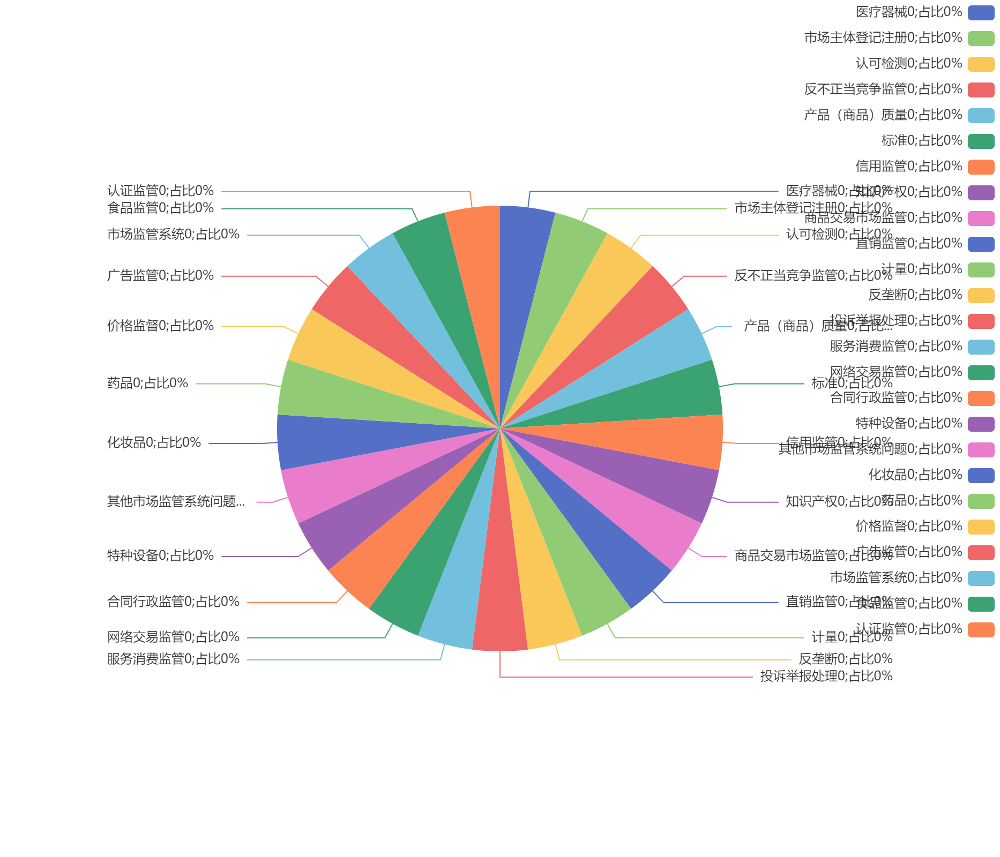 医疗器械0;占比0%
市场主体登记注册0;占比0%
认可检测0;占比0%
反不正当竞争监管0;占比0%
产品（商品）质量0;占比0%
标准0;占比0%
信用监管0;占比0%
知识产权0;占比0%
商品交易市场监管0;占比0%
直销监管0;占比0%
计量0;占比0%
反垄断0;占比0%
投诉举报处理0;占比0%
服务消费监管0;占比0%
网络交易监管0;占比0%
合同行政监管0;占比0%
特种设备0;占比0%
其他市场监管系统问题0;占比0%
化妆品0;占比0%
药品0;占比0%
价格监督0;占比0%
广告监管0;占比0%
市场监管系统0;占比0%
食品监管0;占比0%
认证监管0;占比0%
认证监管0;占比0%
食品监管0;占比0%
市场监管系统0;占比0%
广告监管0;占比0%
价格监督0;占比0%
药品0;占比0%
化妆品0;占比0%
其他市场监管系统问题...
特种设备0;占比0%
合同行政监管0;占比0%
网络交易监管0;占比0%
服务消费监管0;占比0%
医疗器械0;占比0%
市场主体登记注册0;占比0%
认可检测0;占比0%
反不正当竞争监管0;占比0%
产品（商品）质量0;占比...
标准0;占比0%
信用监管0;占比0%
知识产权0;占比0%
商品交易市场监管0;占比0%
直销监管0;占比0%
计量0;占比0%
反垄断0;占比0%
投诉举报处理0;占比0%